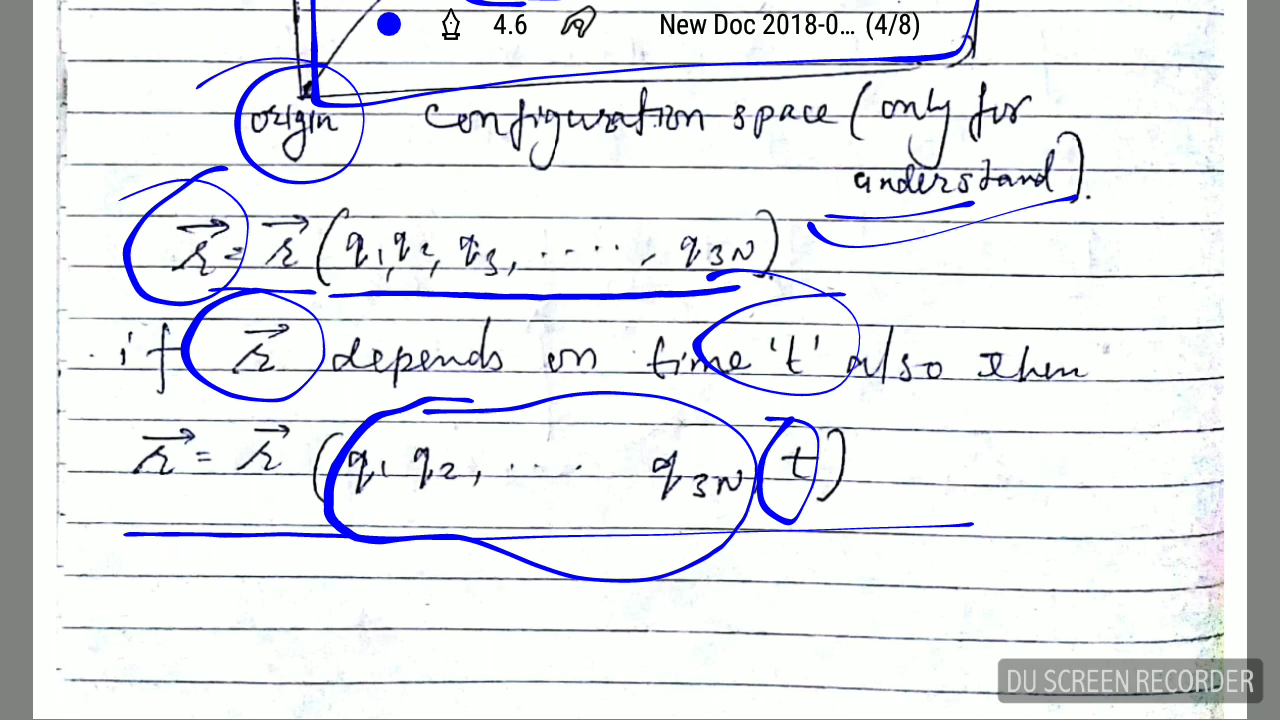 4.6 New Doc 2018-0... (4/8)
origin configuration space (only for
understand).
r⃗ = r⃗ (q₁, q₂, q₃, ....., q₃N)
if r⃗ depends on time 't' also then
r⃗ = r⃗ (q₁ q₂, .... q₃N, t)
DU SCREEN RECORDER